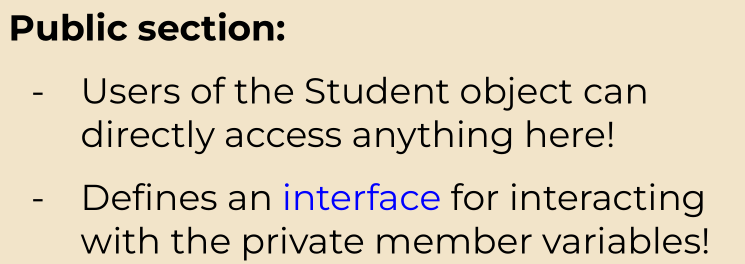 Public section:
- Users of the Student object can
directly access anything here!
- Defines an interface for interacting
with the private member variables!